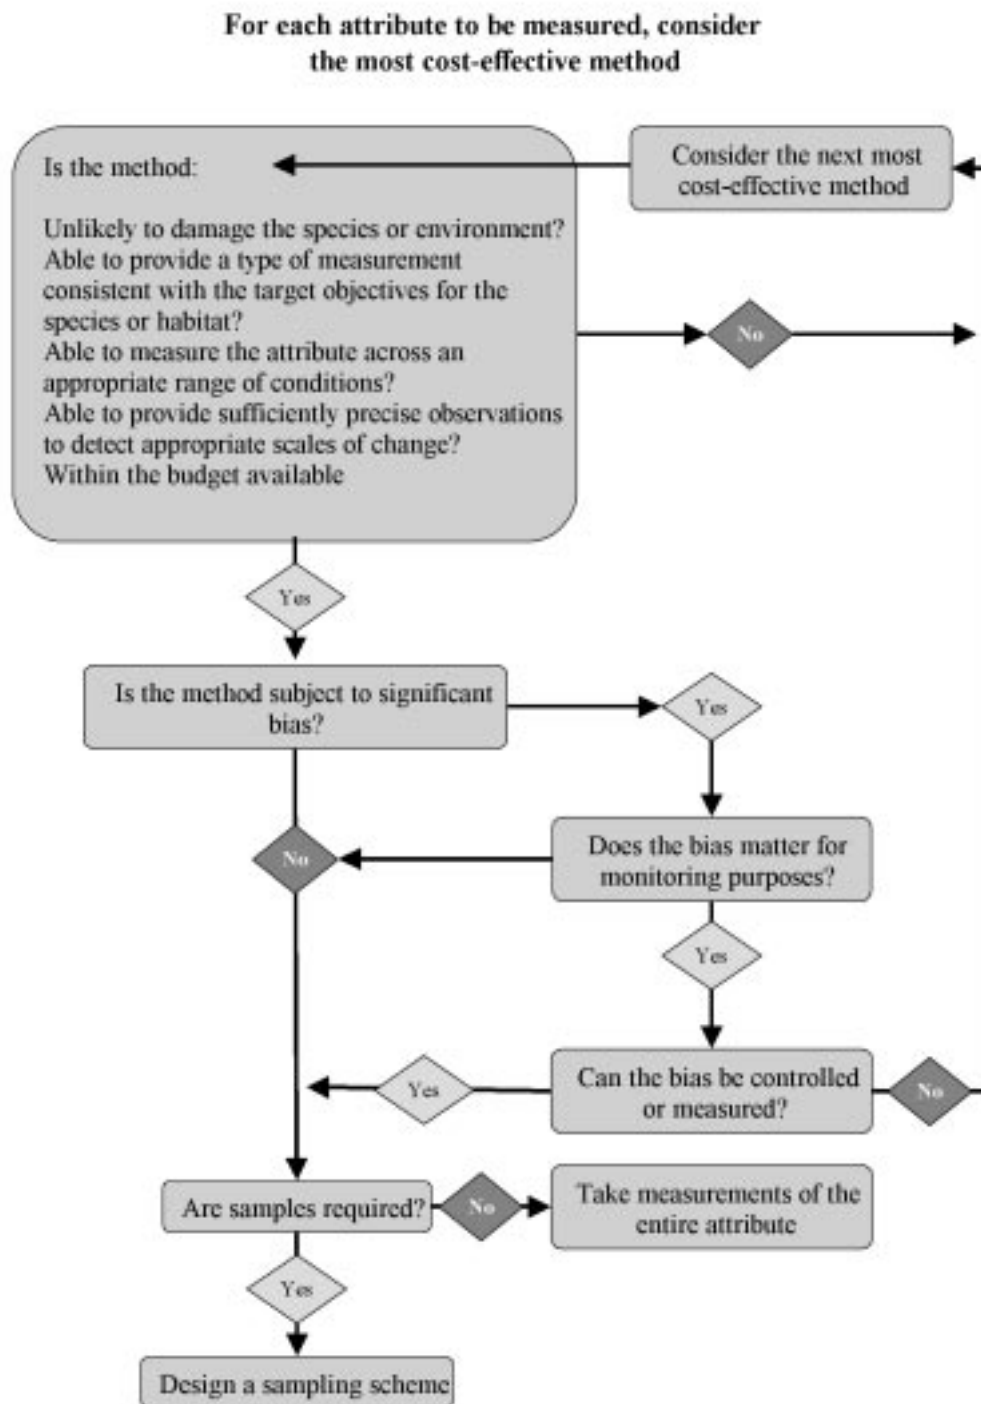 For each attribute to be measured, consider
the most cost-effective method
Is the method:
Unlikely to damage the species or environment?
Able to provide a type of measurement
consistent with the target objectives for the
species or habitat?
Able to measure the attribute across an
appropriate range of conditions?
Able to provide sufficiently precise observations
to detect appropriate scales of change?
Within the budget available
Consider the next most
cost-effective method
No
Yes
Is the method subject to significant
bias?
Yes
No
Does the bias matter for
monitoring purposes?
Yes
Yes
Can the bias be controlled
or measured?
No
Are samples required?
No
Take measurements of the
entire attribute
Yes
Design a sampling scheme